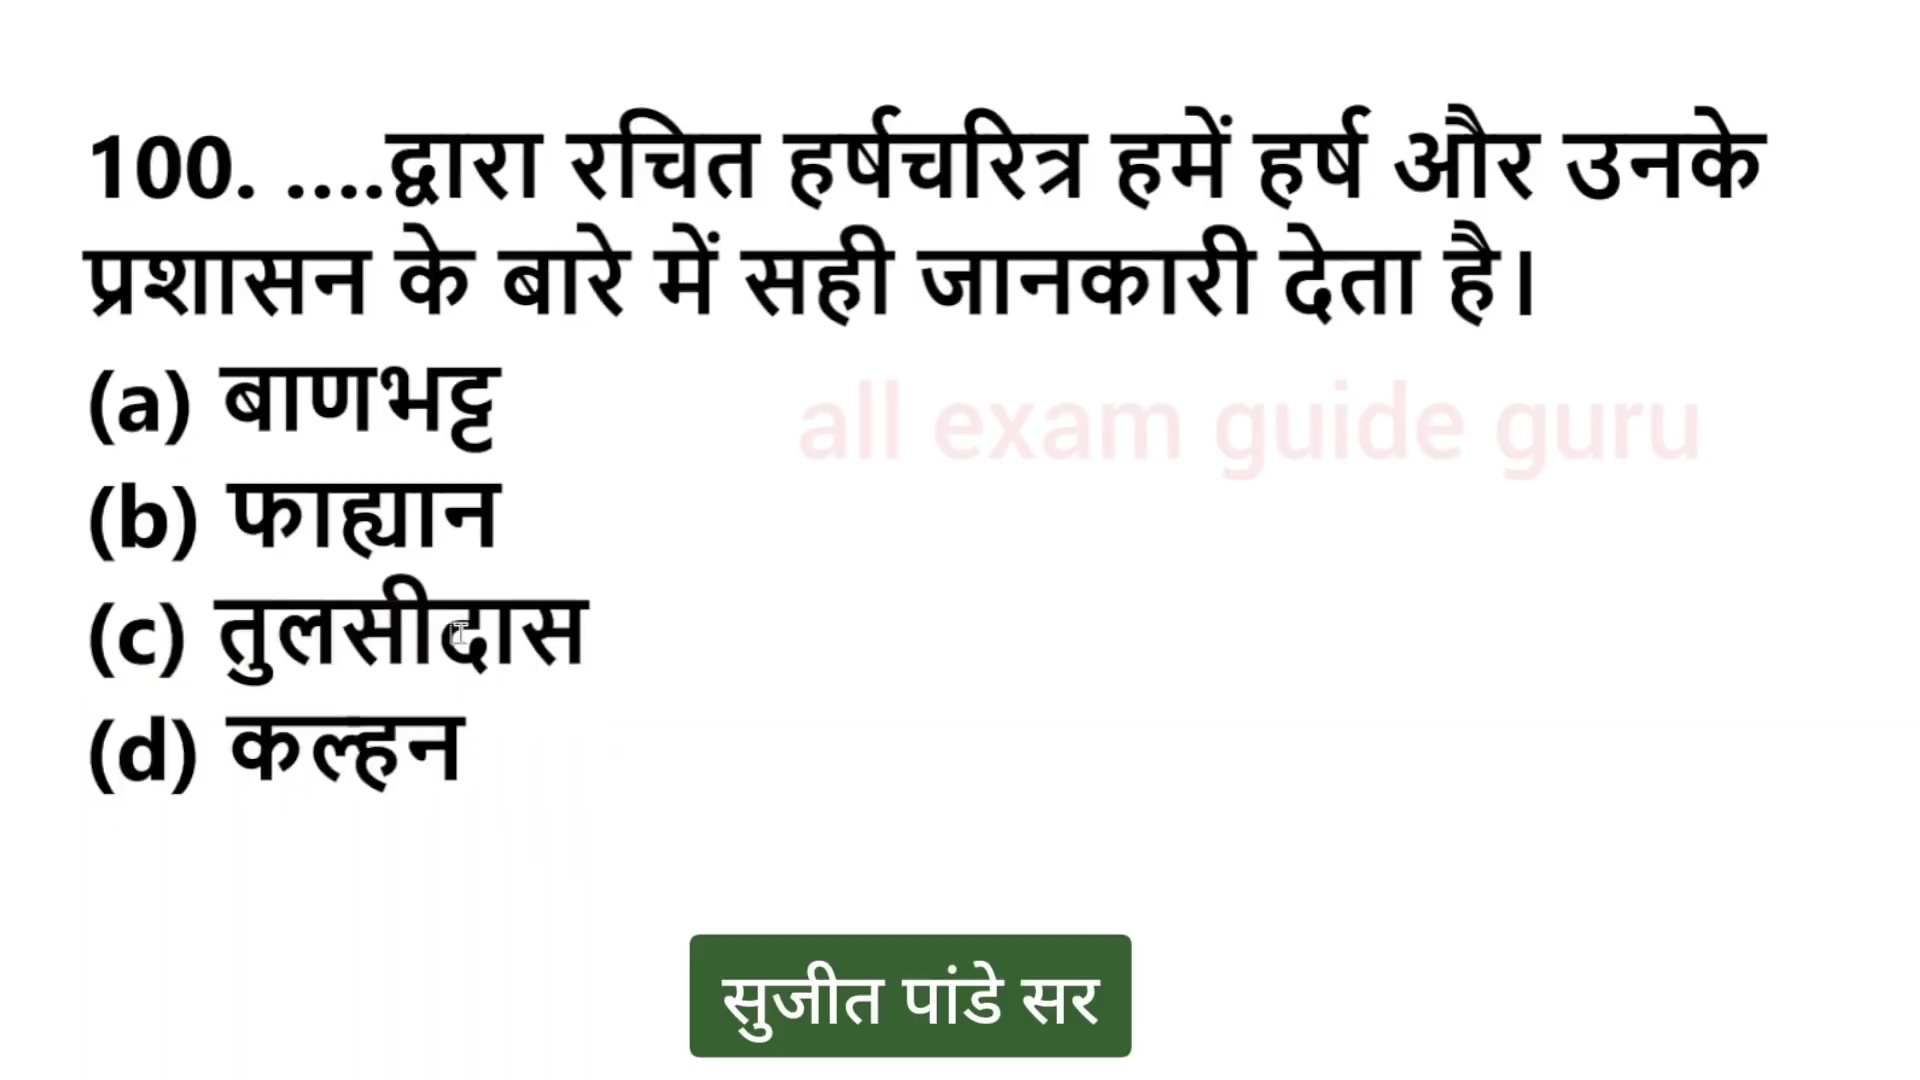 100. ....द्वारा रचित हर्षचरित्र हमें हर्ष और उनके
प्रशासन के बारे में सही जानकारी देता है।
(a) बाणभट्ट
all exam guide guru
(b) फाह्यान
(c) तुलसीदास
(d) कल्हन
सुजीत पांडे सर